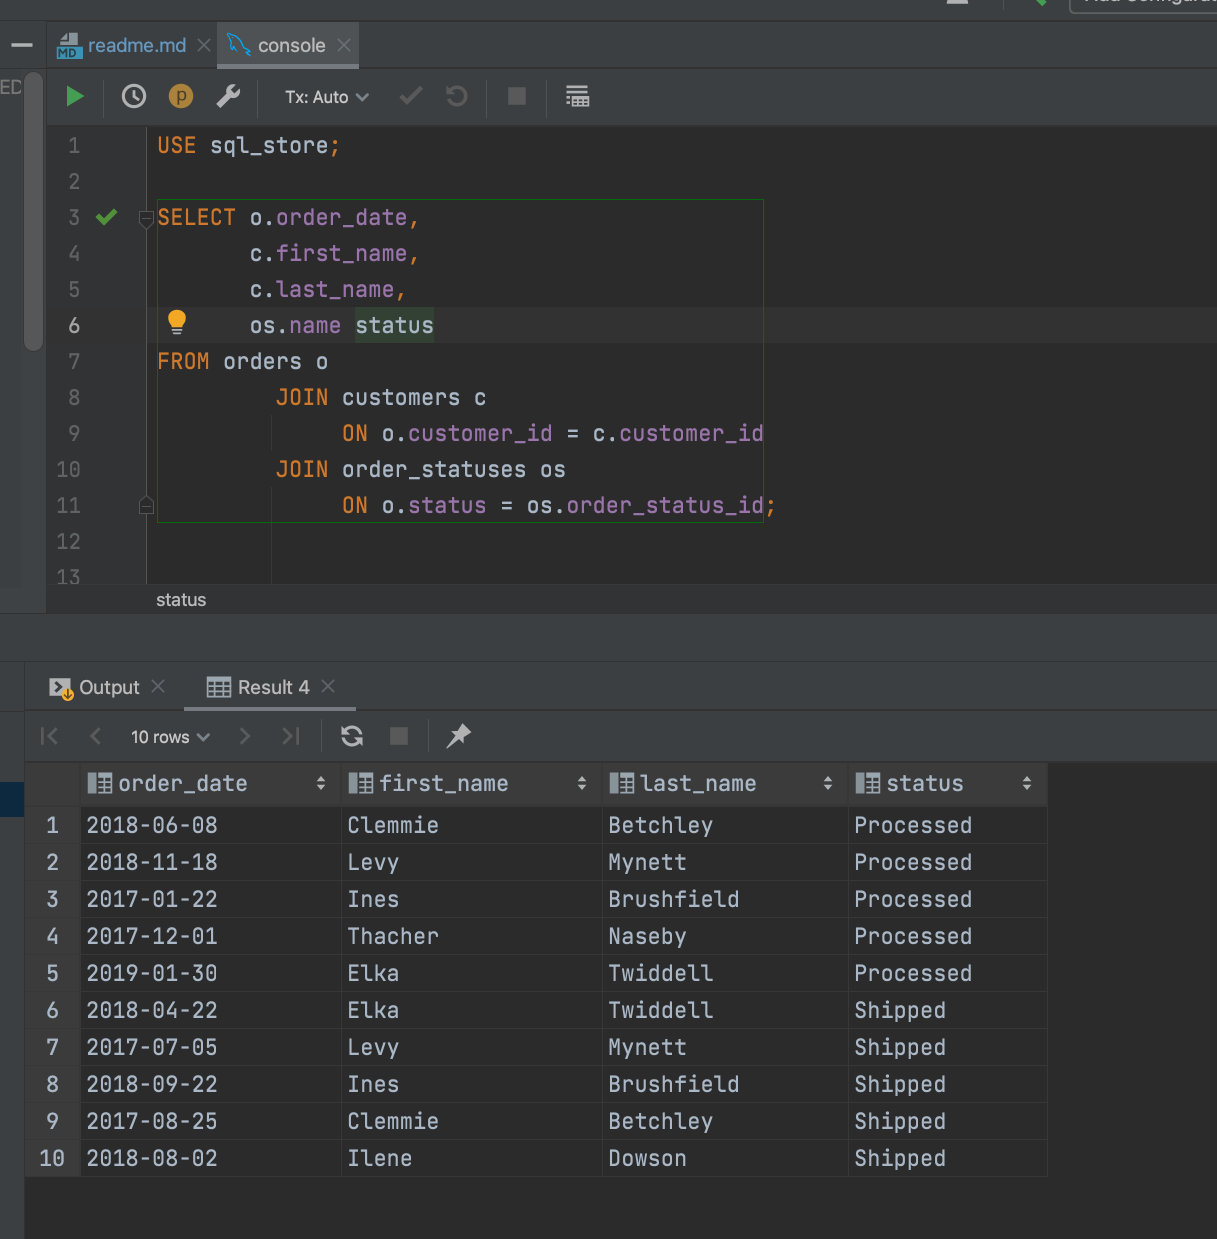 readme.md console
ED
Tx: Auto
1 USE sql_store;
2
3 SELECT o.order_date,
4 c.first_name,
5 c.last_name,
6 os.name status
7 FROM orders o
8 JOIN customers c
9 ON o.customer_id = c.customer_id
10 JOIN order_statuses os
11 ON o.status = os.order_status_id;
12
13
status
Output Result 4
10 rows
order_date first_name last_name status
1 2018-06-08 Clemmie Betchley Processed
2 2018-11-18 Levy Mynett Processed
3 2017-01-22 Ines Brushfield Processed
4 2017-12-01 Thacher Naseby Processed
5 2019-01-30 Elka Twiddell Processed
6 2018-04-22 Elka Twiddell Shipped
7 2017-07-05 Levy Mynett Shipped
8 2018-09-22 Ines Brushfield Shipped
9 2017-08-25 Clemmie Betchley Shipped
10 2018-08-02 Ilene Dowson Shipped